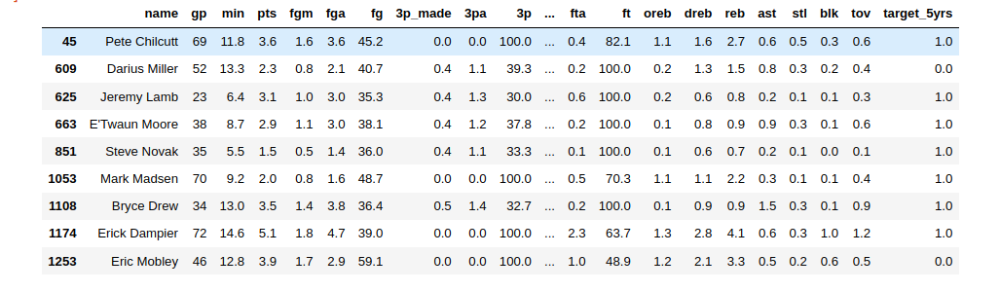 name gp min pts fgm fga fg 3p_made 3pa 3p ... fta ft oreb dreb reb ast stl blk tov target_5yrs
45 Pete Chilcutt 69 11.8 3.6 1.6 3.6 45.2 0.0 0.0 100.0 ... 0.4 82.1 1.1 1.6 2.7 0.6 0.5 0.3 0.6 1.0
609 Darius Miller 52 13.3 2.3 0.8 2.1 40.7 0.4 1.1 39.3 ... 0.2 100.0 0.2 1.3 1.5 0.8 0.3 0.2 0.4 0.0
625 Jeremy Lamb 23 6.4 3.1 1.0 3.0 35.3 0.4 1.3 30.0 ... 0.6 100.0 0.2 0.6 0.8 0.2 0.1 0.1 0.3 1.0
663 E'Twaun Moore 38 8.7 2.9 1.1 3.0 38.1 0.4 1.2 37.8 ... 0.2 100.0 0.1 0.8 0.9 0.9 0.3 0.1 0.6 1.0
851 Steve Novak 35 5.5 1.5 0.5 1.4 36.0 0.4 1.1 33.3 ... 0.1 100.0 0.1 0.6 0.7 0.2 0.1 0.0 0.1 1.0
1053 Mark Madsen 70 9.2 2.0 0.8 1.6 48.7 0.0 0.0 100.0 ... 0.5 70.3 1.1 1.1 2.2 0.3 0.1 0.1 0.4 1.0
1108 Bryce Drew 34 13.0 3.5 1.4 3.8 36.4 0.5 1.4 32.7 ... 0.2 100.0 0.1 0.9 0.9 1.5 0.3 0.1 0.9 1.0
1174 Erick Dampier 72 14.6 5.1 1.8 4.7 39.0 0.0 0.0 100.0 ... 2.3 63.7 1.3 2.8 4.1 0.6 0.3 1.0 1.2 1.0
1253 Eric Mobley 46 12.8 3.9 1.7 2.9 59.1 0.0 0.0 100.0 ... 1.0 48.9 1.2 2.1 3.3 0.5 0.2 0.6 0.5 0.0